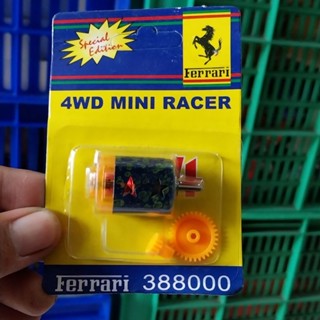 Special
Edition
Ferrari
4WD MINI RACER
Ferrari 388000